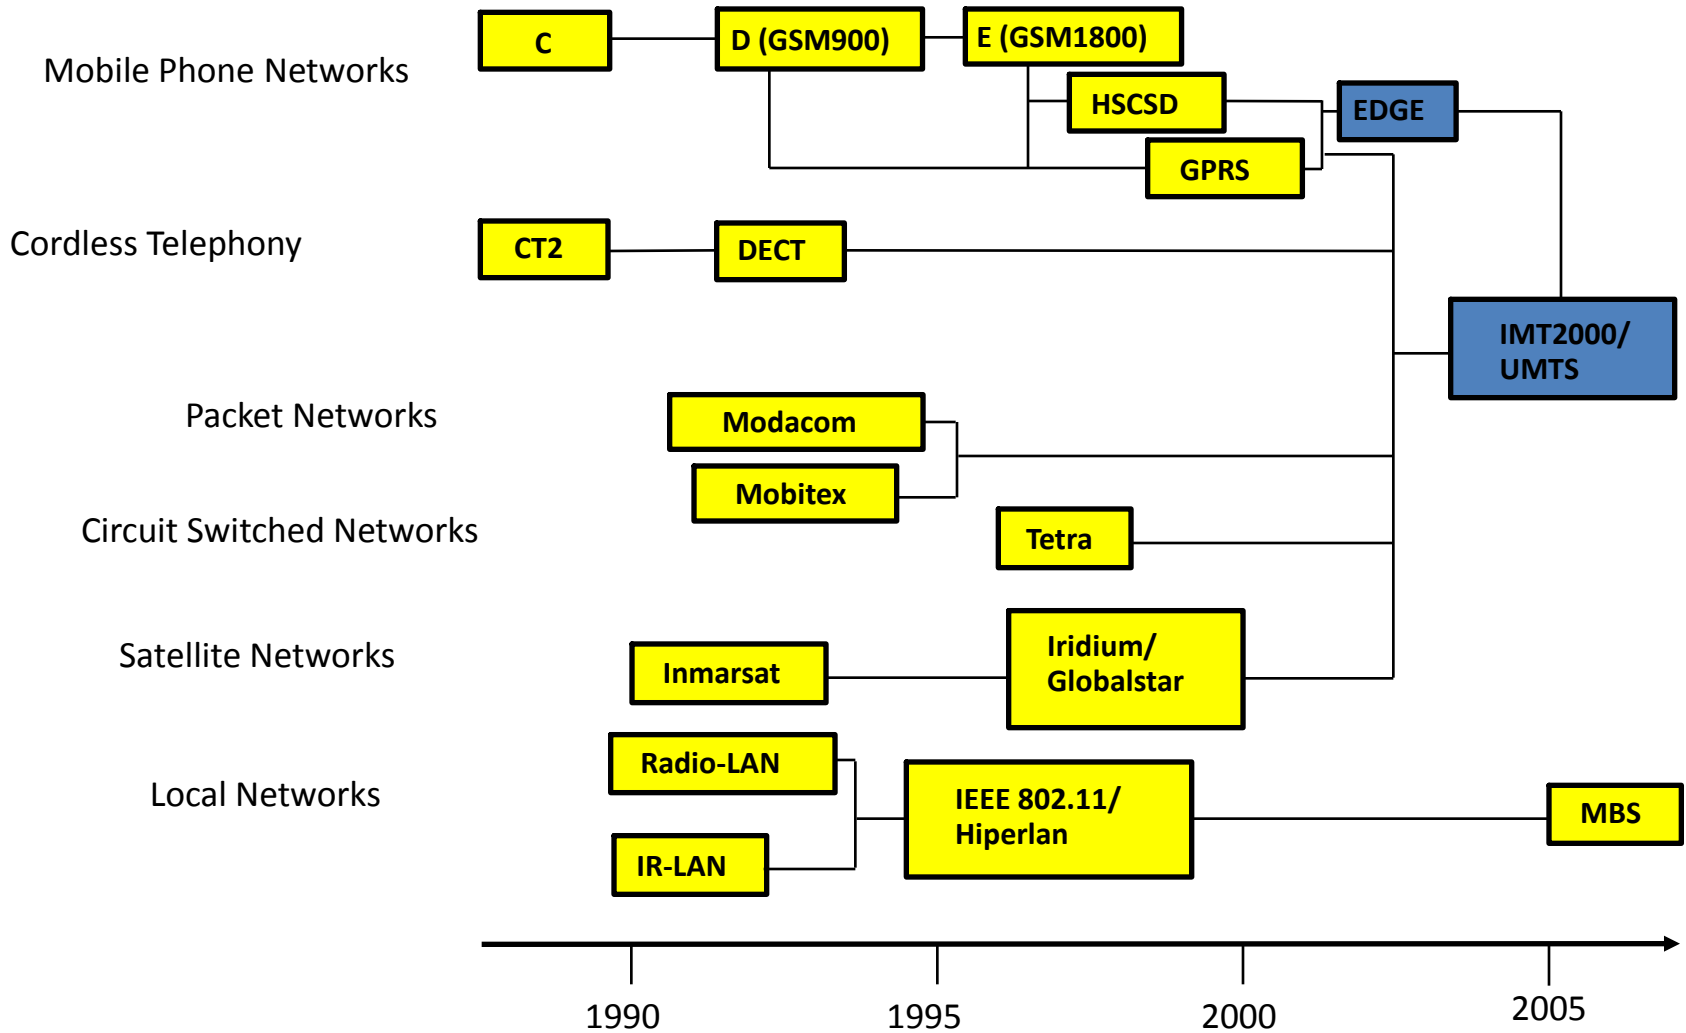 C
D (GSM900)
E (GSM1800)
Mobile Phone Networks
HSCSD
EDGE
GPRS
Cordless Telephony
CT2
DECT
IMT2000/
UMTS
Packet Networks
Modacom
Mobitex
Circuit Switched Networks
Tetra
Satellite Networks
Inmarsat
Iridium/
Globalstar
Radio-LAN
Local Networks
IEEE 802.11/
Hiperlan
MBS
IR-LAN
1990
1995
2000
2005